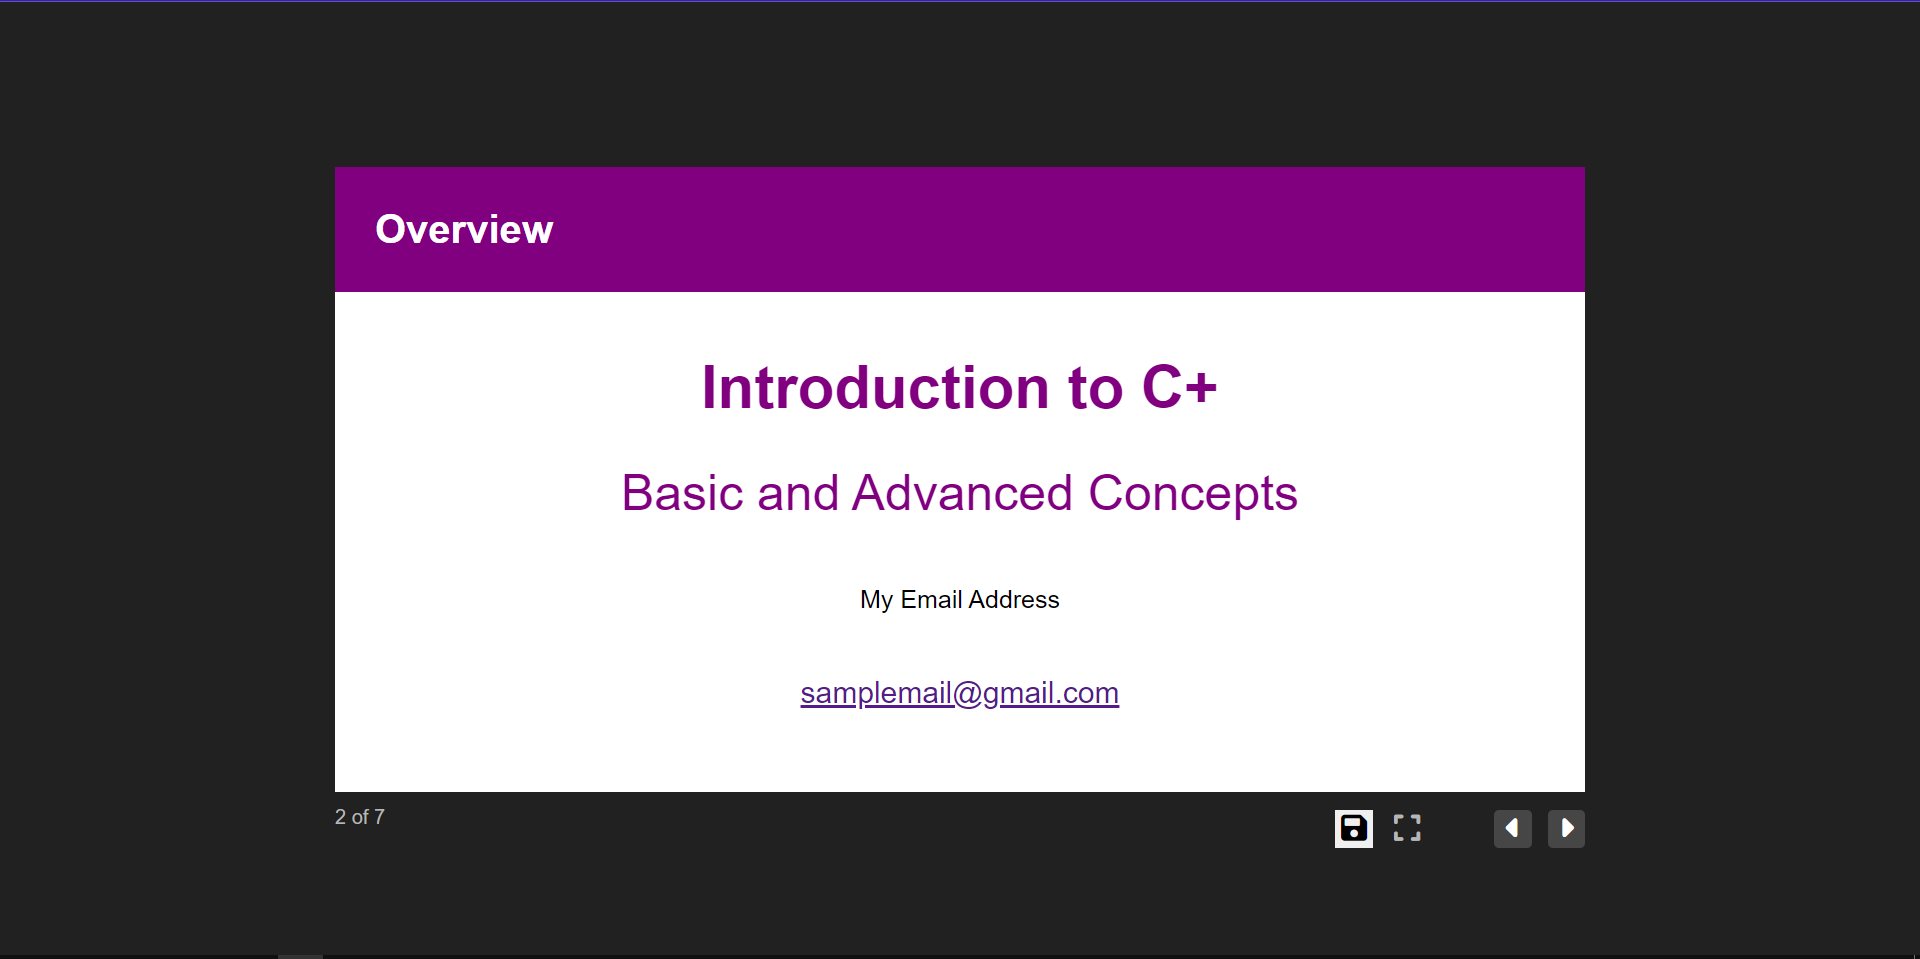 Overview
Introduction to C+
Basic and Advanced Concepts
My Email Address
samplemail@gmail.com
2 of 7